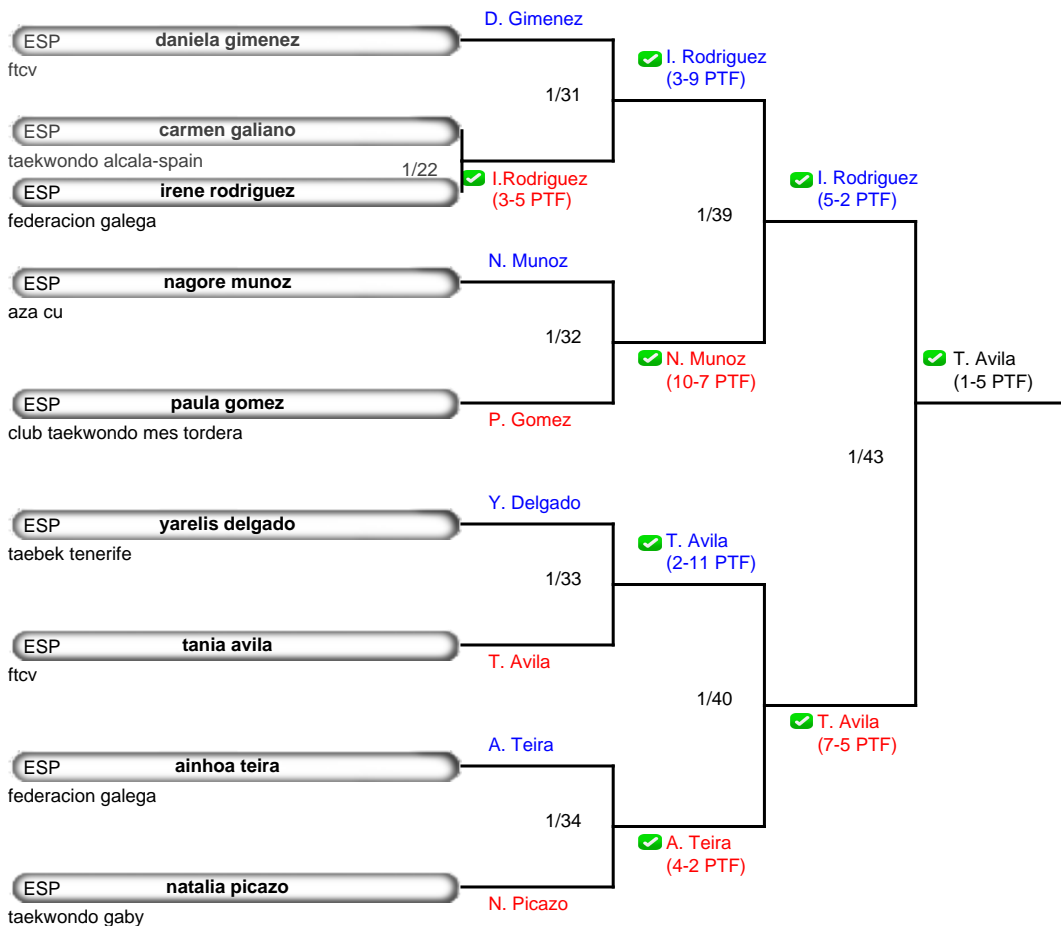 D. Gimenez
ESP daniela gimenez
ftcv
I. Rodriguez
(3-9 PTF)
1/31
ESP carmen galiano
taekwondo alcala-spain
1/22
ESP irene rodriguez
federacion galega
I.Rodriguez
(3-5 PTF)
I. Rodriguez
(5-2 PTF)
1/39
N. Munoz
ESP nagore munoz
aza cu
1/32
N. Munoz
(10-7 PTF)
ESP paula gomez
club taekwondo mes tordera
P. Gomez
T. Avila
(1-5 PTF)
1/43
Y. Delgado
ESP yarelis delgado
taebek tenerife
T. Avila
(2-11 PTF)
1/33
ESP tania avila
ftcv
T. Avila
1/40
T. Avila
(7-5 PTF)
A. Teira
ESP ainhoa teira
federacion galega
1/34
A. Teira
(4-2 PTF)
ESP natalia picazo
taekwondo gaby
N. Picazo